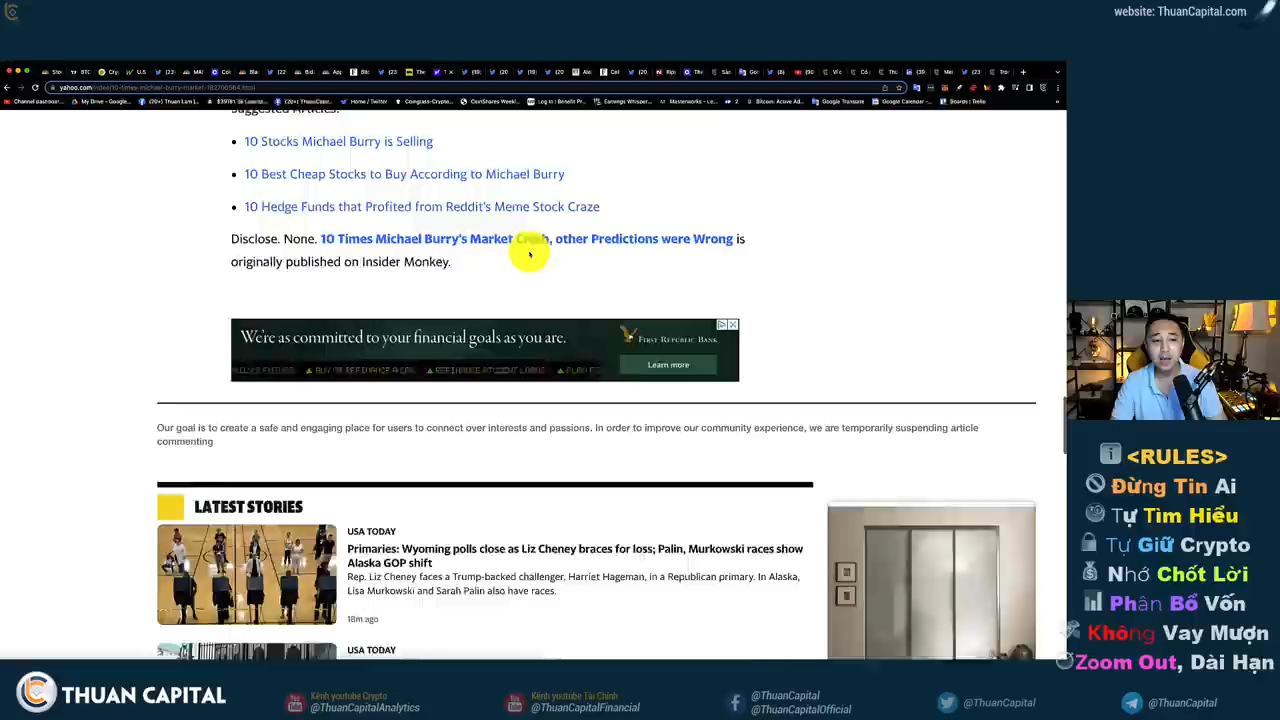 website: ThuanCapital.com
suggested Articles:
10 Stocks Michael Burry is Selling
10 Best Cheap Stocks to Buy According to Michael Burry
10 Hedge Funds that Profited from Reddit's Meme Stock Craze
Disclose. None. 10 Times Michael Burry's Market Crash, other Predictions were Wrong is
originally published on Insider Monkey.
We're as committed to your financial goals as you are.
FIRST REPUBLIC BANK
Learn more
Our goal is to create a safe and engaging place for users to connect over interests and passions. In order to improve our community experience, we are temporarily suspending article
commenting
LATEST STORIES
USA TODAY
Primaries: Wyoming polls close as Liz Cheney braces for loss; Palin, Murkowski races show
Alaska GOP shift
Rep. Liz Cheney faces a Trump-backed challenger, Harriet Hageman, in a Republican primary. In Alaska,
Lisa Murkowski and Sarah Palin also have races.
18m ago
USA TODAY
<RULES>
Đừng Tin Ai
Tự Tìm Hiểu
Tự Giữ Crypto
Nhớ Chốt Lời
Phân Bổ Vốn
Không Vay Mượn
Zoom Out, Dài Hạn
THUAN CAPITAL
Kênh youtube Crypto
@ThuanCapitalAnalytics
Kênh youtube Tài Chính
@ThuanCapitalFinancial
@ThuanCapital
@ThuanCapitalOfficial
@ThuanCapital
@ThuanCapital